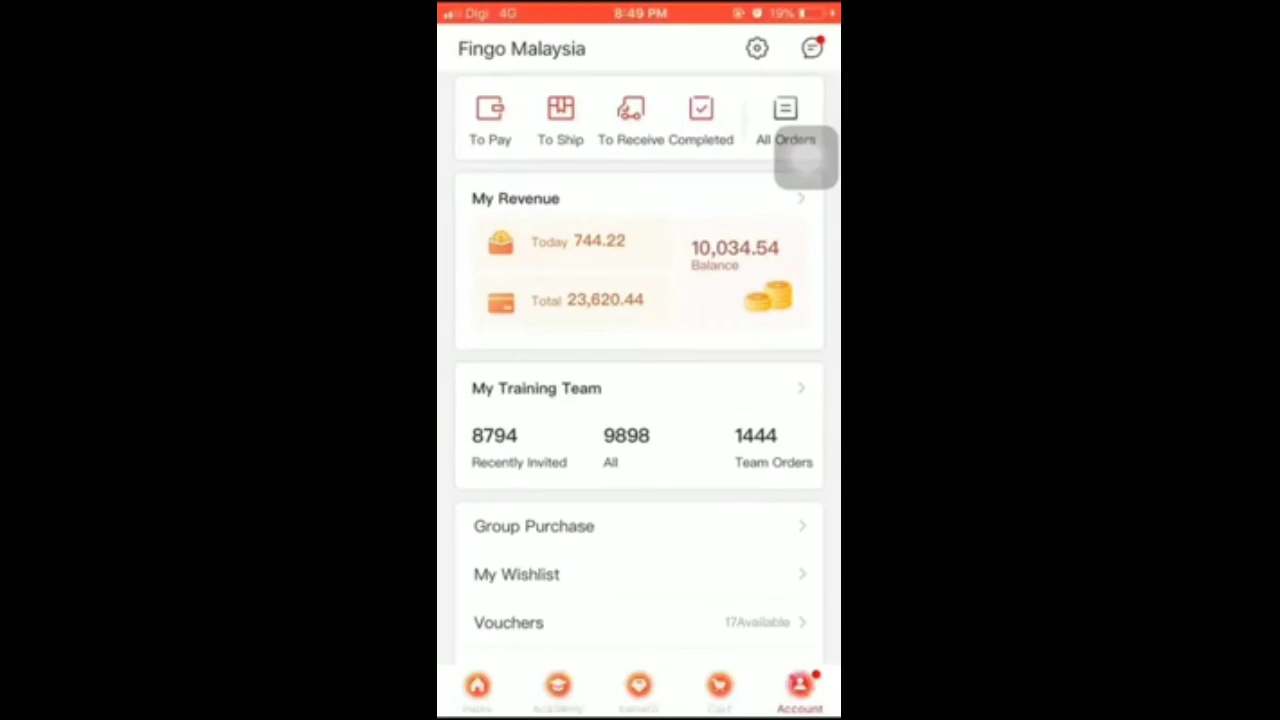 Digi 4G 8:49 PM 19%
Fingo Malaysia
To Pay To Ship To Receive Completed All Orders
My Revenue
Today 744.22
10,034.54
Balance
Total 23,620.44
My Training Team
8794 9898 1444
Recently Invited All Team Orders
Group Purchase
My Wishlist
Vouchers 17Available
Academy Cart Account